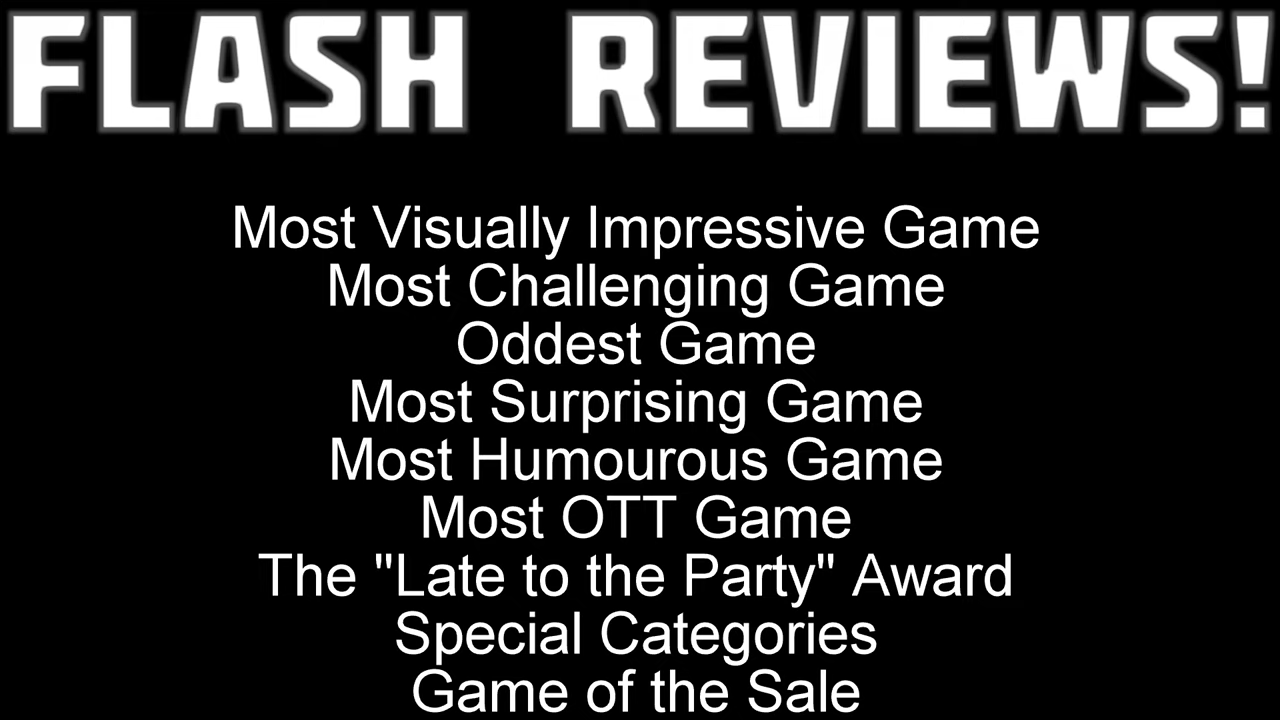 FLASH REVIEWS!
Most Visually Impressive Game
Most Challenging Game
Oddest Game
Most Surprising Game
Most Humourous Game
Most OTT Game
The "Late to the Party" Award
Special Categories
Game of the Sale